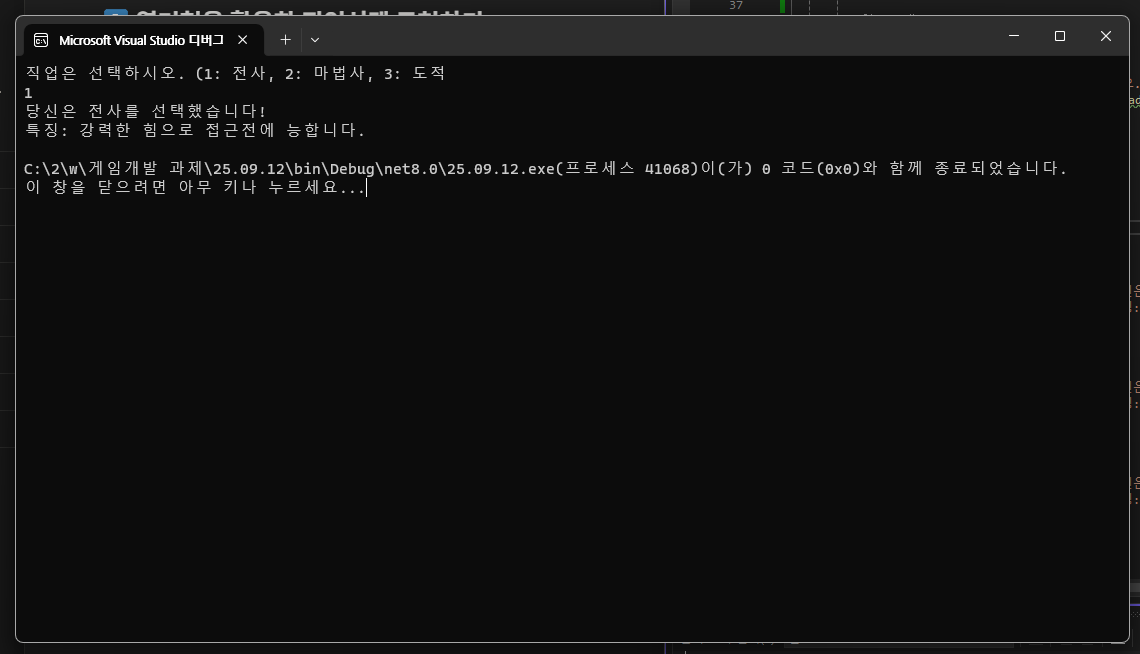 37
Microsoft Visual Studio 디버그
직업은 선택하시오. (1: 전사, 2: 마법사, 3: 도적
1
당신은 전사를 선택했습니다!
특징: 강력한 힘으로 접근전에 능합니다.
C:\2\w\게임개발 과제\25.09.12\bin\Debug\net8.0\25.09.12.exe(프로세스 41068)이(가) 0 코드(0x0)와 함께 종료되었습니다.
이 창을 닫으려면 아무 키나 누르세요...